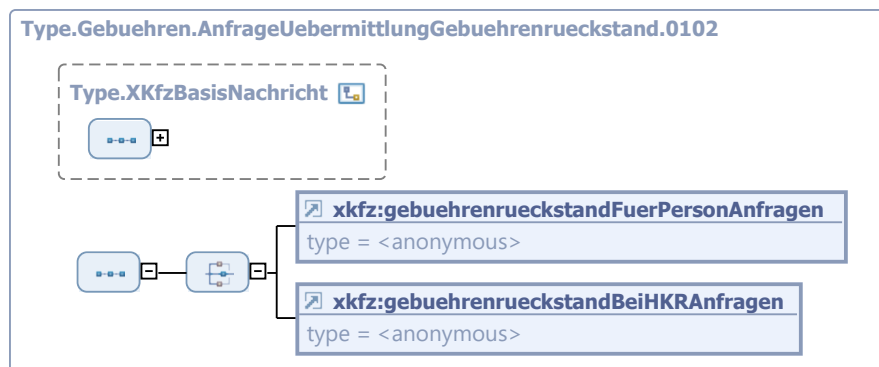 Type.Gebuehren.AnfrageUebermittlungGebuehrenrueckstand.0102
Type.XKfzBasisNachricht
xkfz:gebuehrenrueckstandFuerPersonAnfragen
type = <anonymous>
xkfz:gebuehrenrueckstandBeiHKRAnfragen
type = <anonymous>